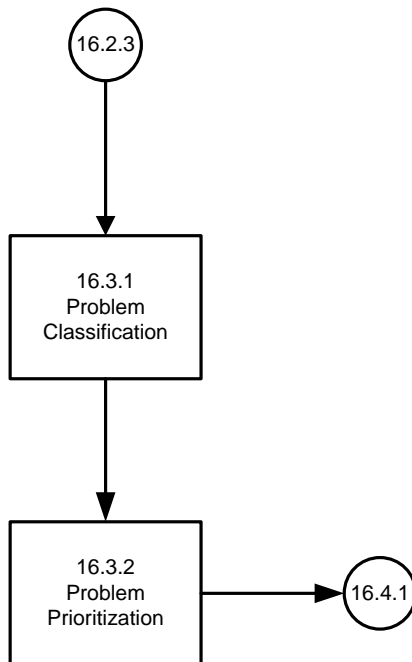 16.2.3
16.3.1
Problem
Classification
16.3.2
Problem
Prioritization
16.4.1